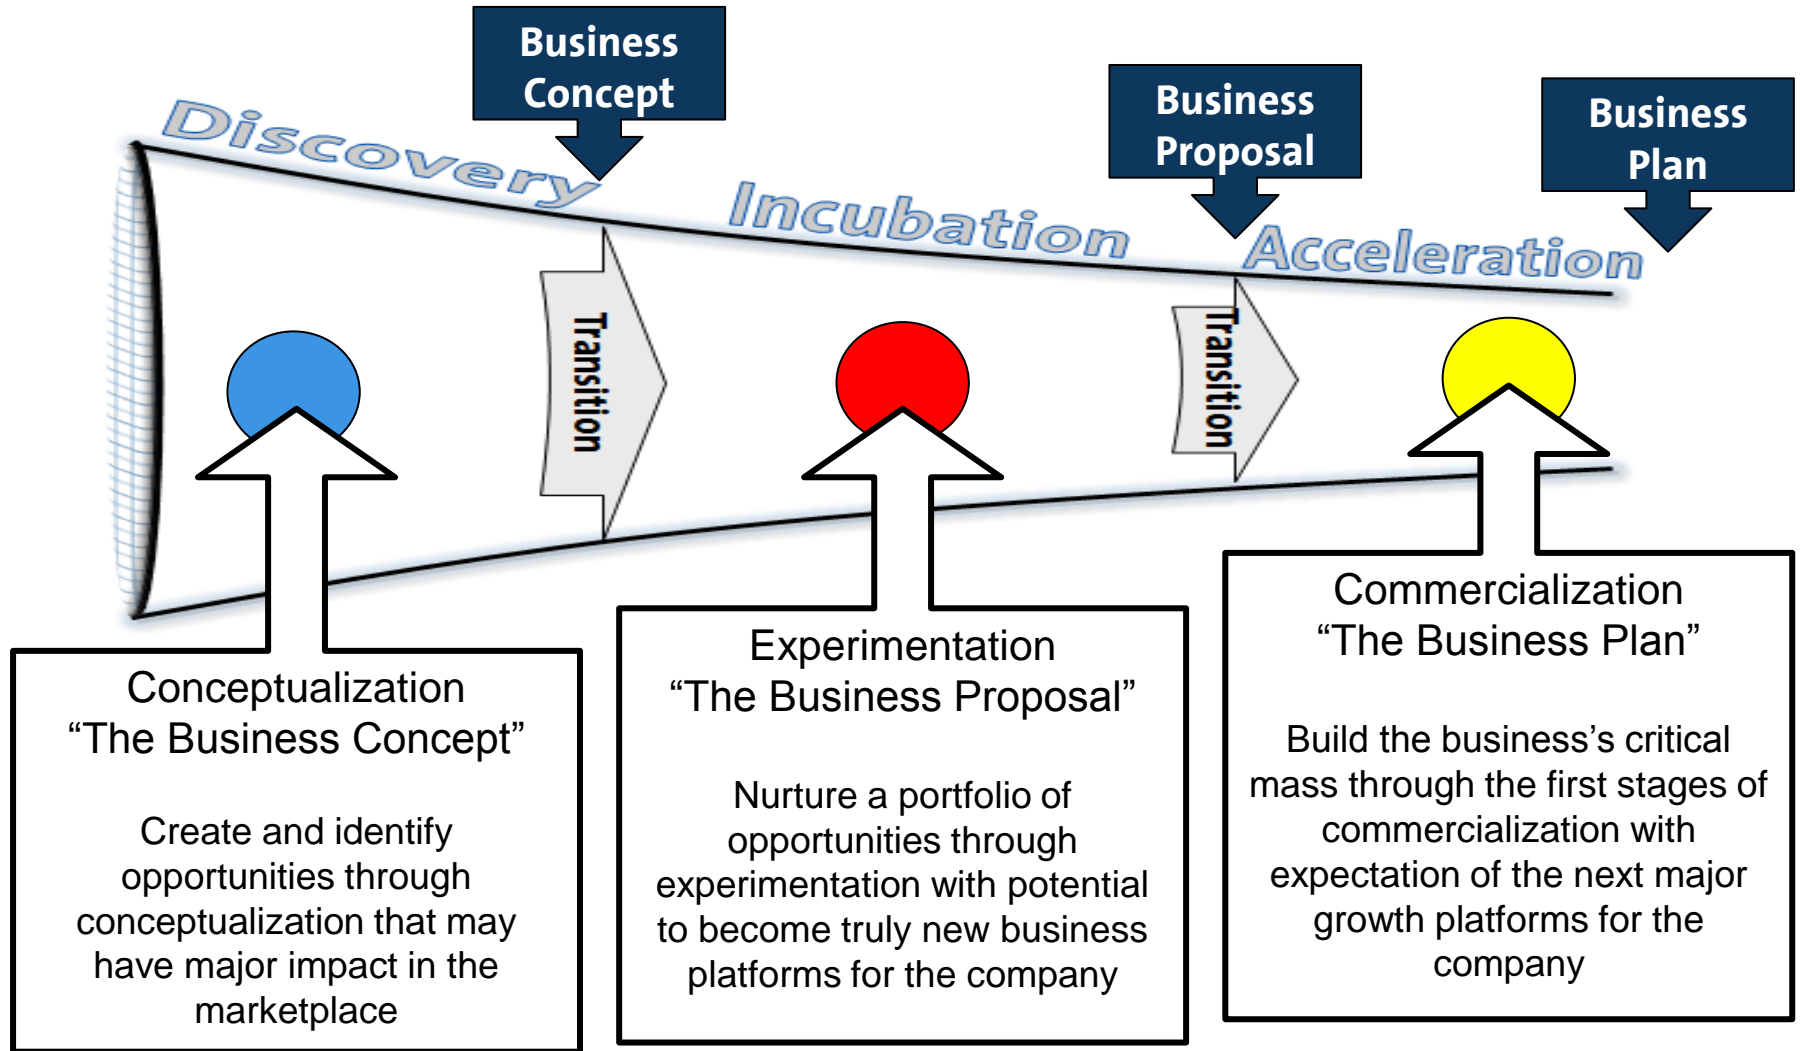 Business
Concept
Business
Proposal
Business
Plan
Discovery
Incubation
Acceleration
Transition
Transition
Conceptualization
“The Business Concept”
Create and identify
opportunities through
conceptualization that may
have major impact in the
marketplace
Experimentation
“The Business Proposal”
Nurture a portfolio of
opportunities through
experimentation with potential
to become truly new business
platforms for the company
Commercialization
“The Business Plan”
Build the business’s critical
mass through the first stages of
commercialization with
expectation of the next major
growth platforms for the
company